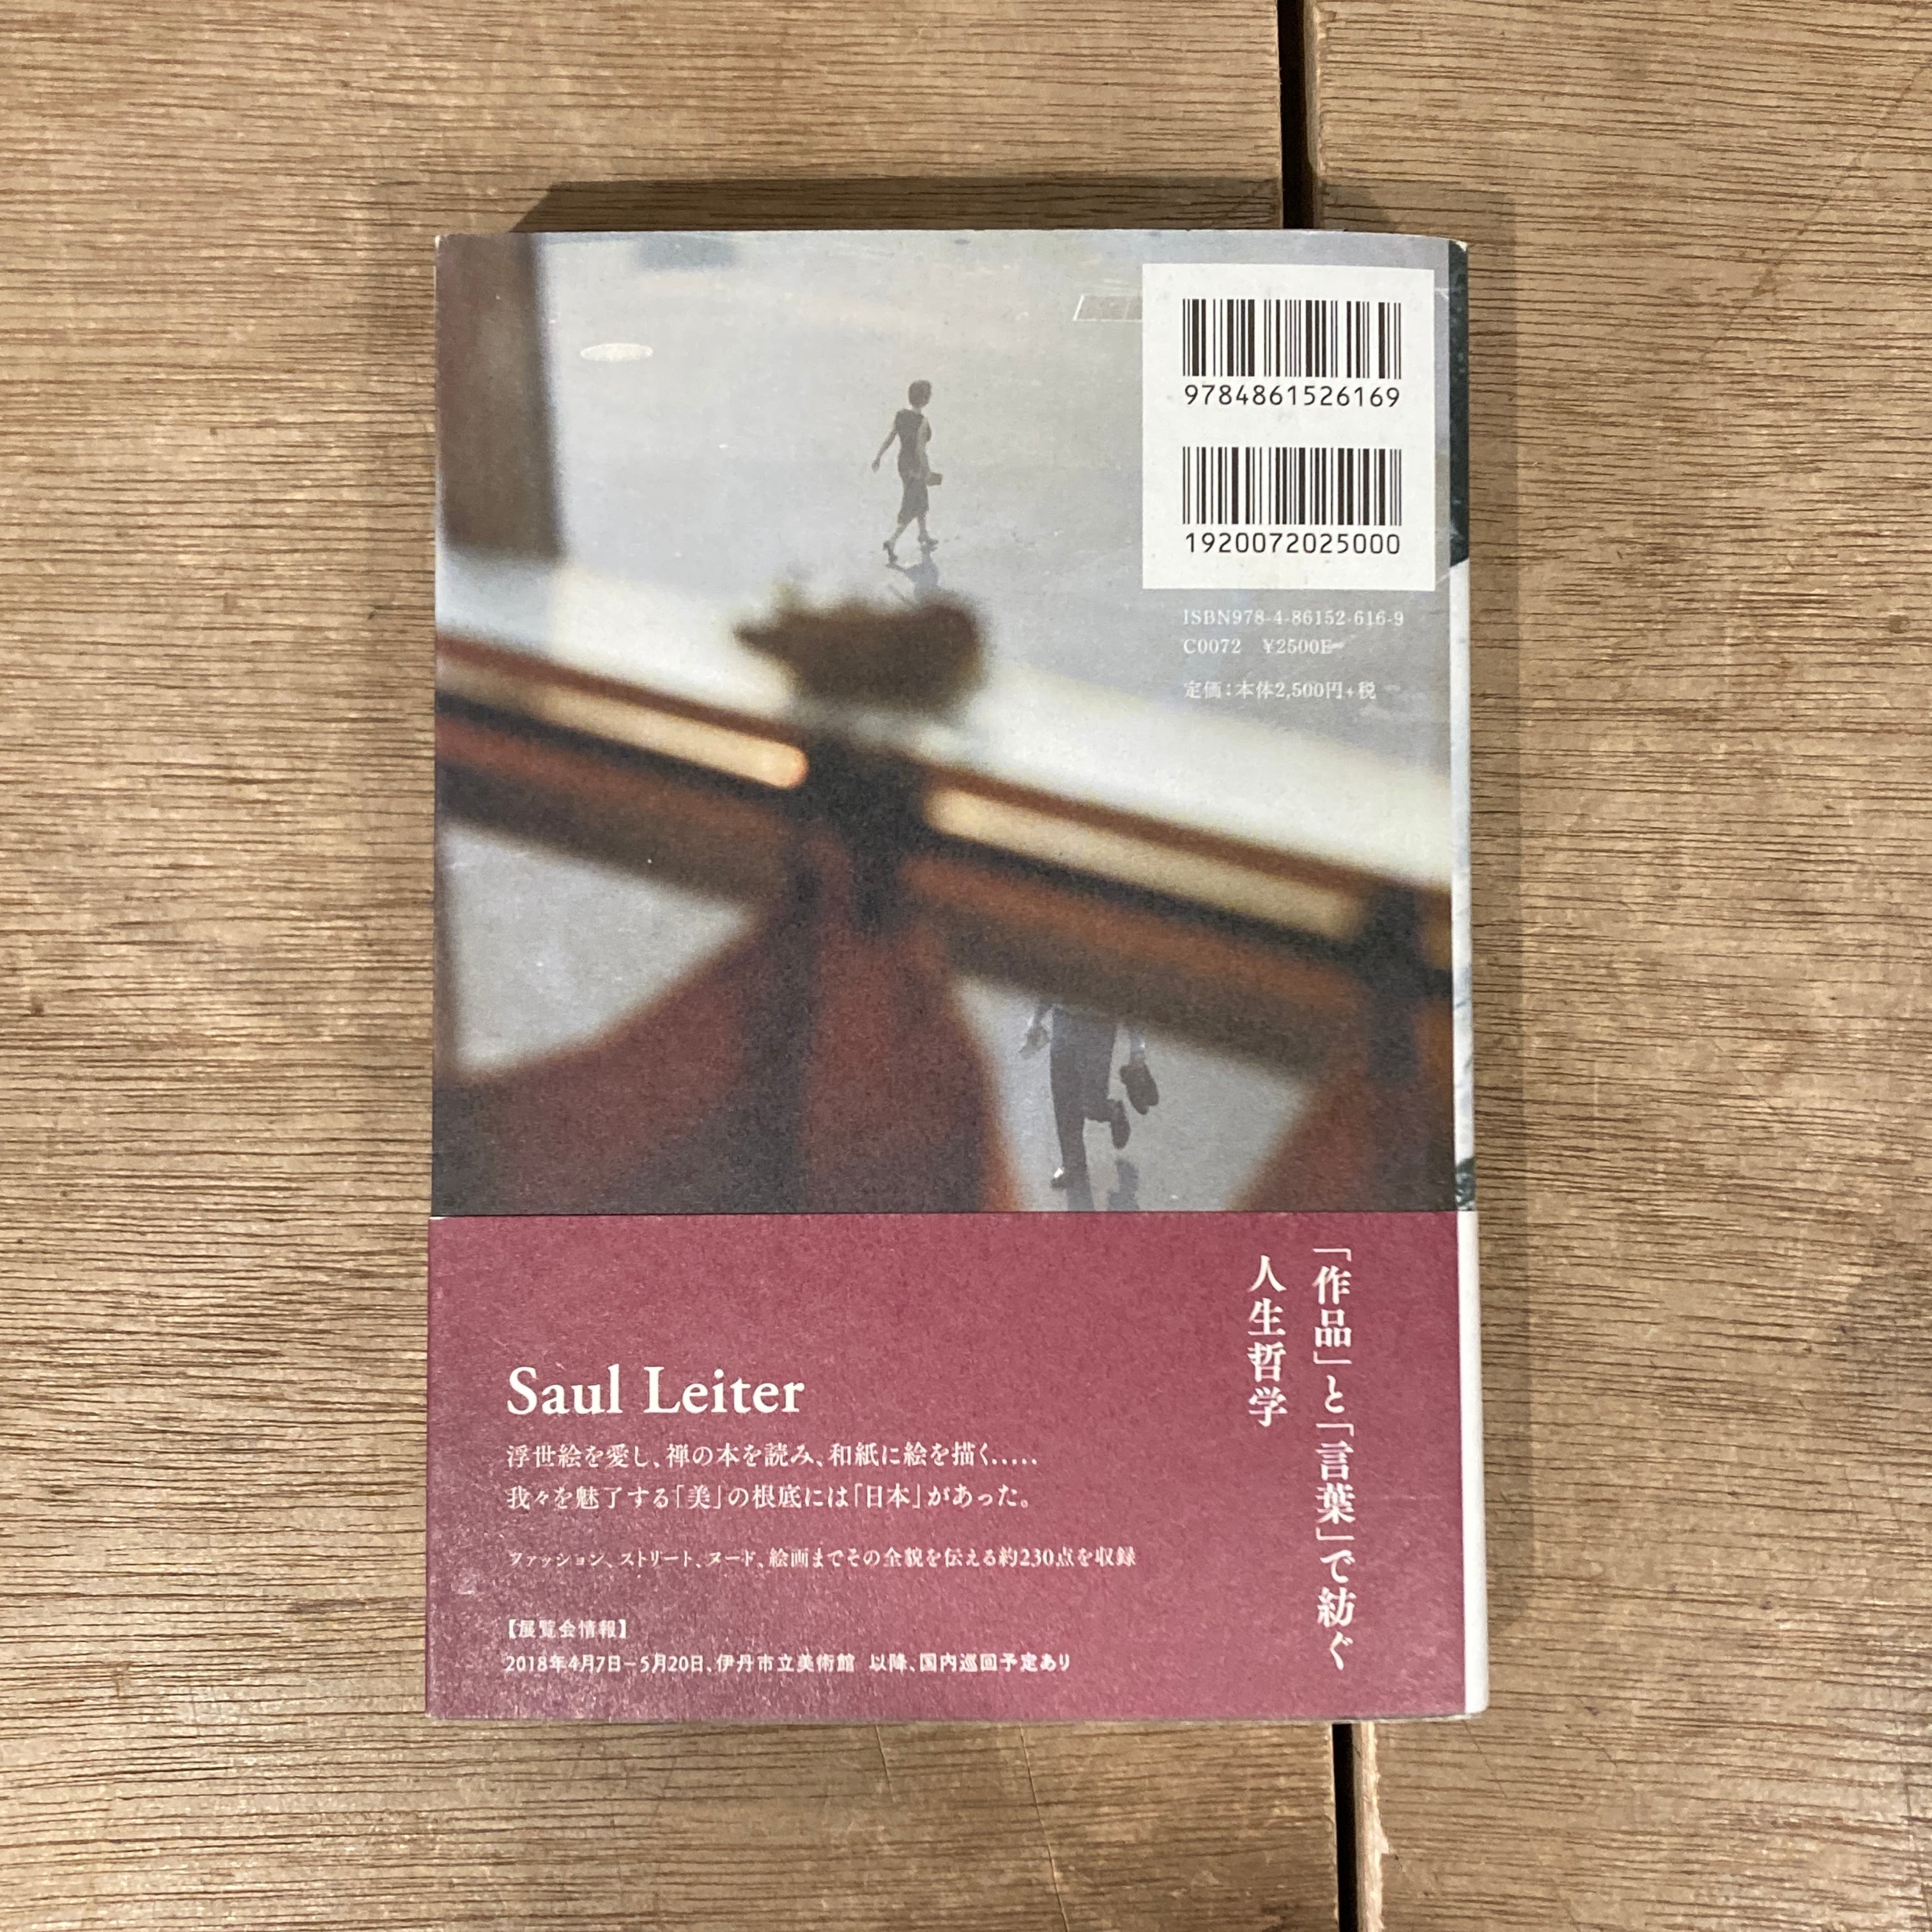 9784861526169
1920072025000
ISBN978-4-86152-616-9
C0072 ¥2500E
定価：本体2,500円+税
「作品」と「言葉」で紡ぐ
人生哲学
Saul Leiter
浮世絵を愛し、禅の本を読み、和紙に絵を描く.....
我々を魅了する「美」の根底には「日本」があった。
ファッション、ストリート、ヌード、絵画までその全貌を伝える約230点を収録
【展覧会情報】
2018年4月7日－5月20日、伊丹市立美術館 以降、国内巡回予定あり